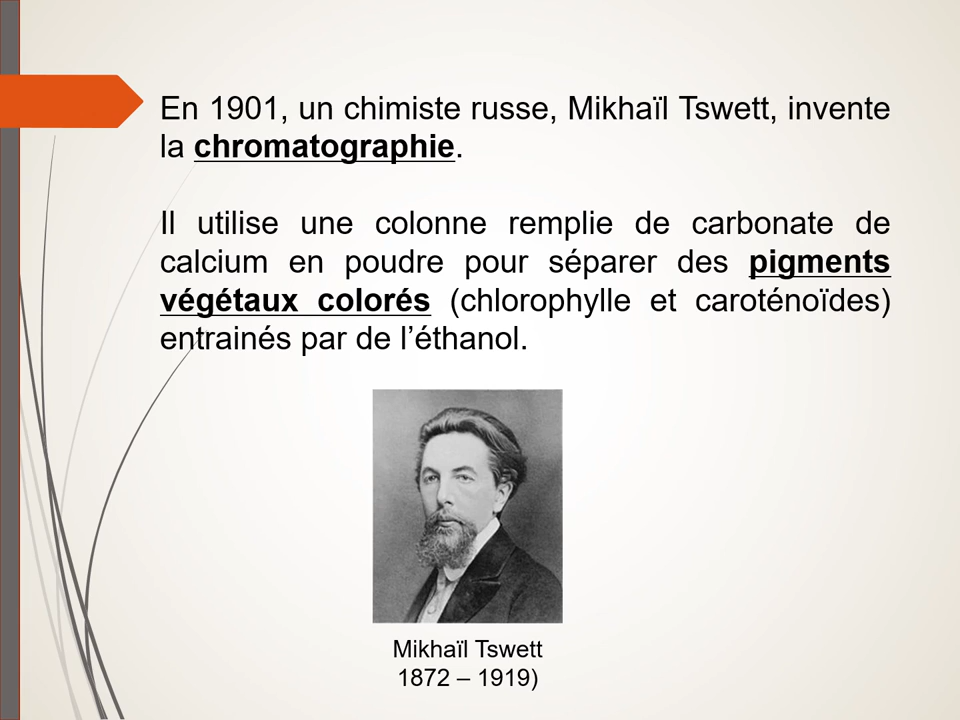 En 1901, un chimiste russe, Mikhaïl Tswett, invente
la chromatographie.
Il utilise une colonne remplie de carbonate de
calcium en poudre pour séparer des pigments
végétaux colorés (chlorophylle et caroténoïdes)
entrainés par de l’éthanol.
Mikhaïl Tswett
1872 – 1919)